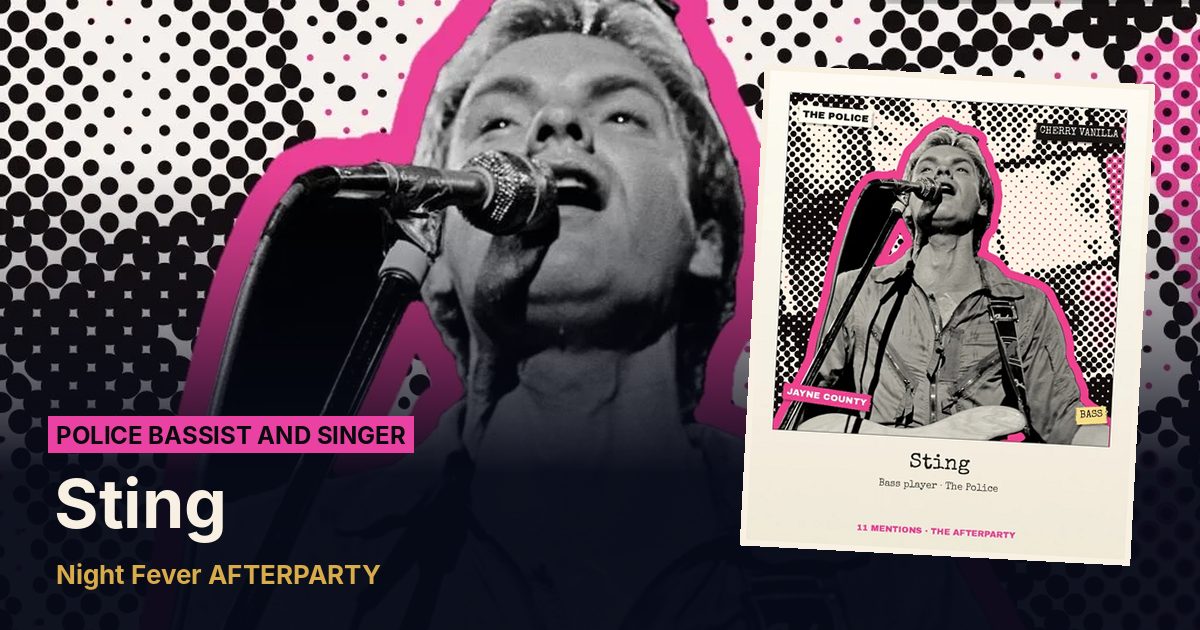 POLICE BASSIST AND SINGER
Sting
Night Fever AFTERPARTY
THE POLICE
CHERRY VANILLA
JAYNE COUNTY
BASS
Sting
Bass player · The Police
11 MENTIONS · THE AFTERPARTY